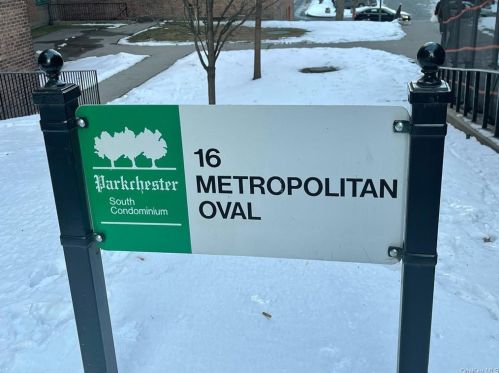 Parkchester
South
Condominium
16
METROPOLITAN
OVAL